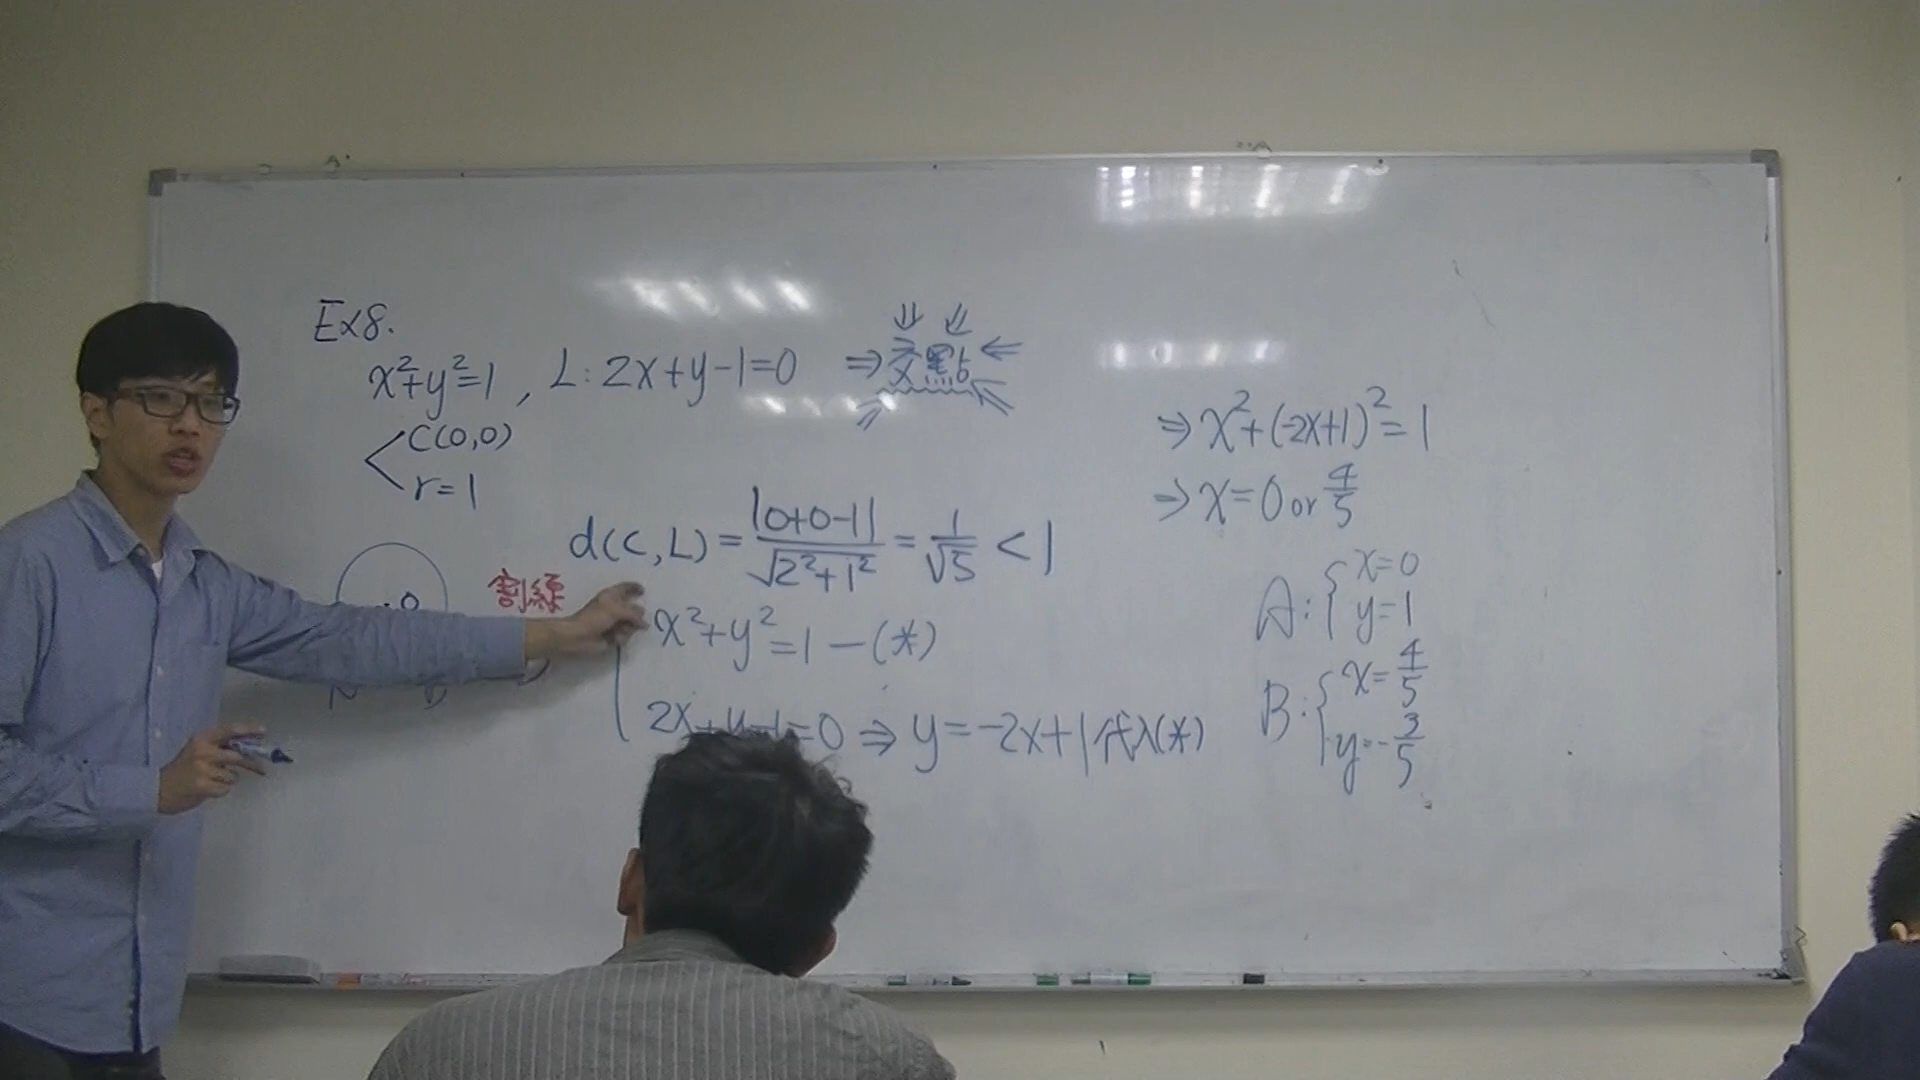 Ex8.
x²+y²=1, L: 2x+y-1=0 ⇒ 交點
C(0,0)
r=1
d(C,L) = |0+0-1| / √(2²+1²) = 1/√5 < 1
割線
x²+y²=1 —(*)
2x+y-1=0 ⇒ y=-2x+1代入(*)
⇒ x²+(-2x+1)²=1
⇒ x=0 or 4/5
A: { x=0
y=1
B: { x=4/5
y=-3/5